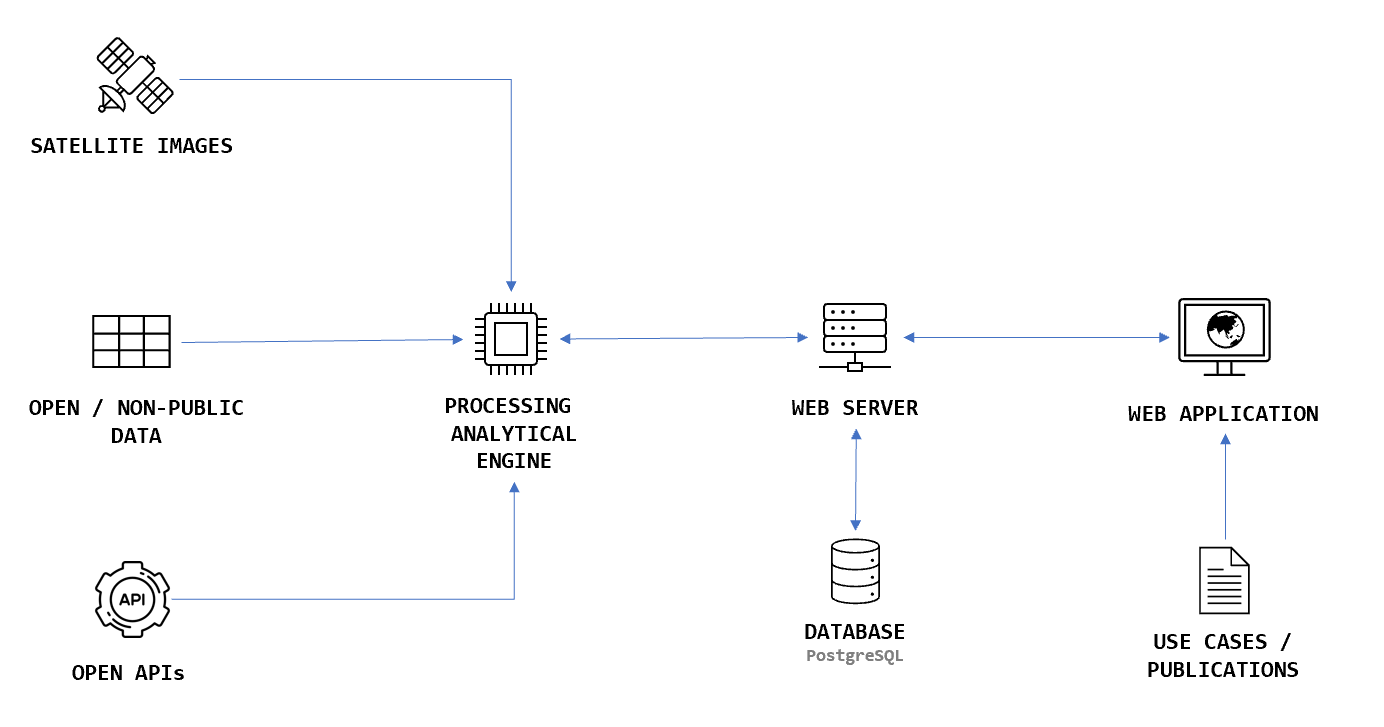 SATELLITE IMAGES
OPEN / NON-PUBLIC
DATA
API
OPEN APIs
PROCESSING
ANALYTICAL
ENGINE
WEB SERVER
DATABASE
PostgreSQL
WEB APPLICATION
USE CASES /
PUBLICATIONS